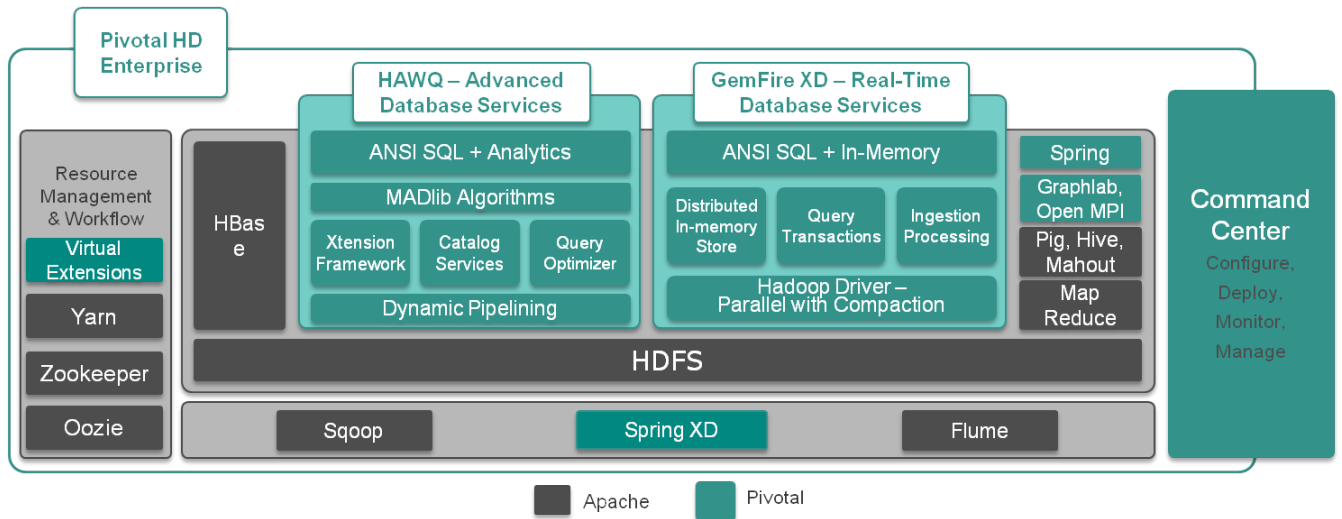 Pivotal HD
Enterprise
HAWQ – Advanced
Database Services
GemFire XD – Real-Time
Database Services
Resource
Management
& Workflow
Virtual
Extensions
Yarn
Zookeeper
Oozie
HBas
e
ANSI SQL + Analytics
MADlib Algorithms
Xtension
Framework
Catalog
Services
Query
Optimizer
Dynamic Pipelining
ANSI SQL + In-Memory
Distributed
In-memory
Store
Query
Transactions
Ingestion
Processing
Hadoop Driver –
Parallel with Compaction
Spring
Graphlab,
Open MPI
Pig, Hive,
Mahout
Map
Reduce
HDFS
Sqoop
Spring XD
Flume
Command
Center
Configure,
Deploy,
Monitor,
Manage
Apache
Pivotal